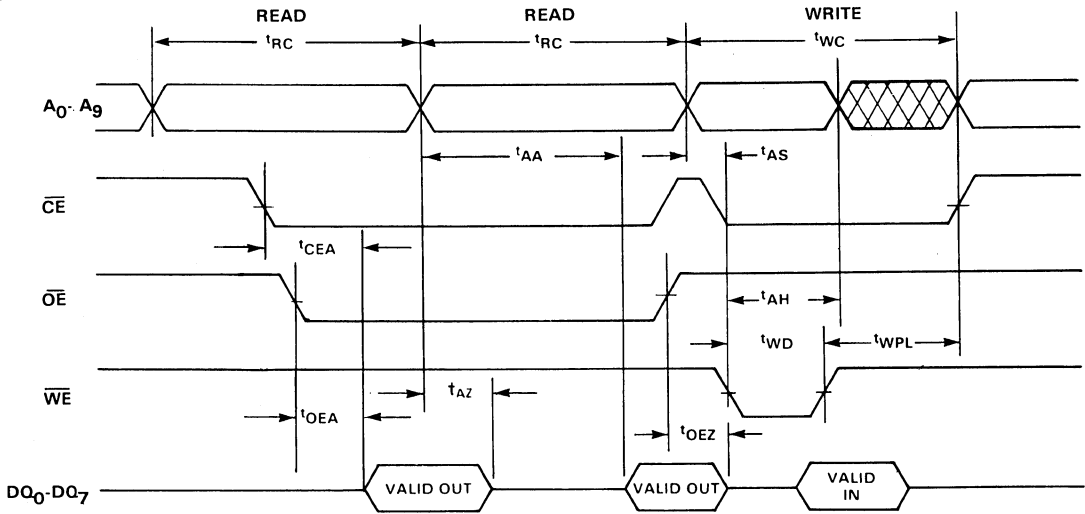 READ READ WRITE
tRC tRC tWC
A0- A9
tAA tAS
CE
tCEA
OE
tAH
tWD tWPL
WE
tAZ
tOEA
tOEZ
DQ0-DQ7 VALID OUT VALID OUT VALID IN